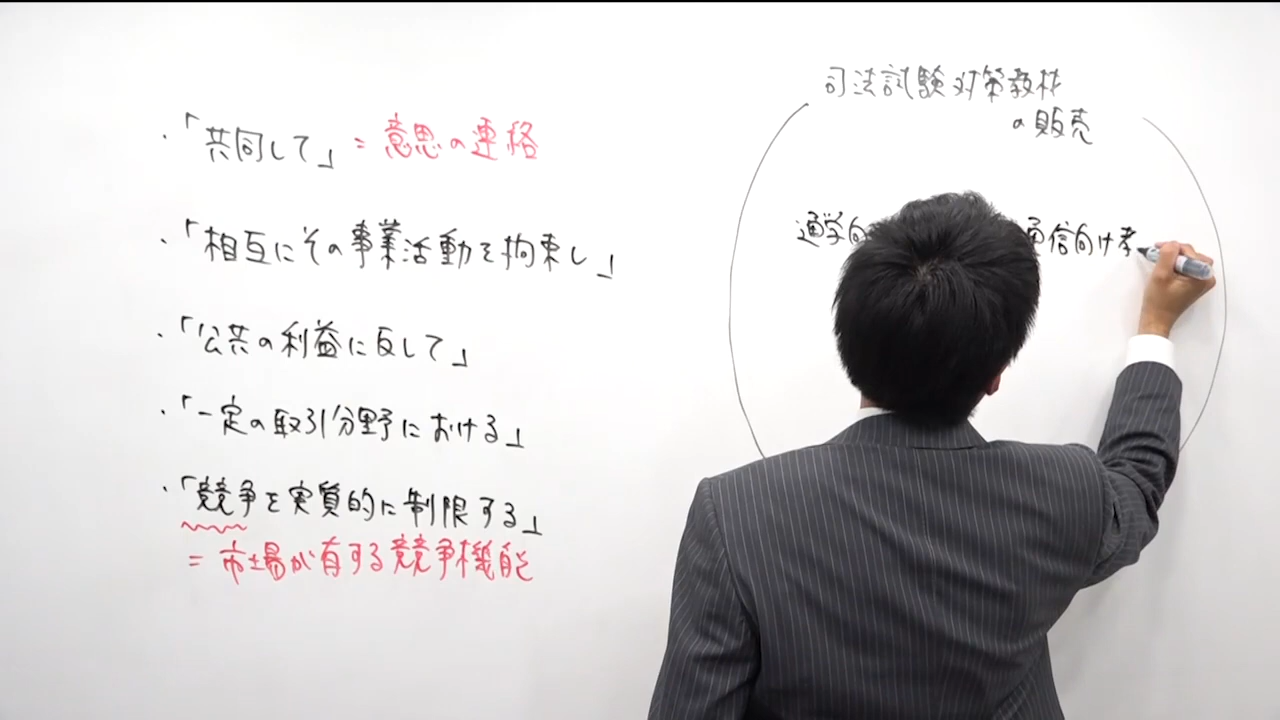 ・「共同して」=意思の連絡
・「相互にその事業活動を拘束し」
・「公共の利益に反して」
・「一定の取引分野における」
・「競争を実質的に制限する」
=市場が有する競争機能
司法試験対策教材
の販売
通学向
通信向け